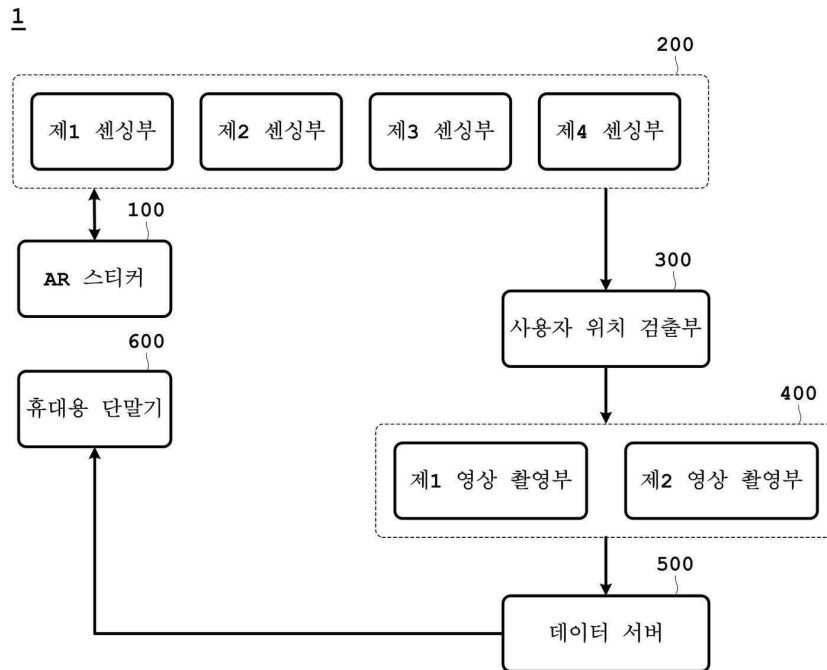 1
200
제1 센싱부 제2 센싱부 제3 센싱부 제4 센싱부
100
AR 스티커
300
사용자 위치 검출부
600
휴대용 단말기
400
제1 영상 촬영부 제2 영상 촬영부
500
데이터 서버